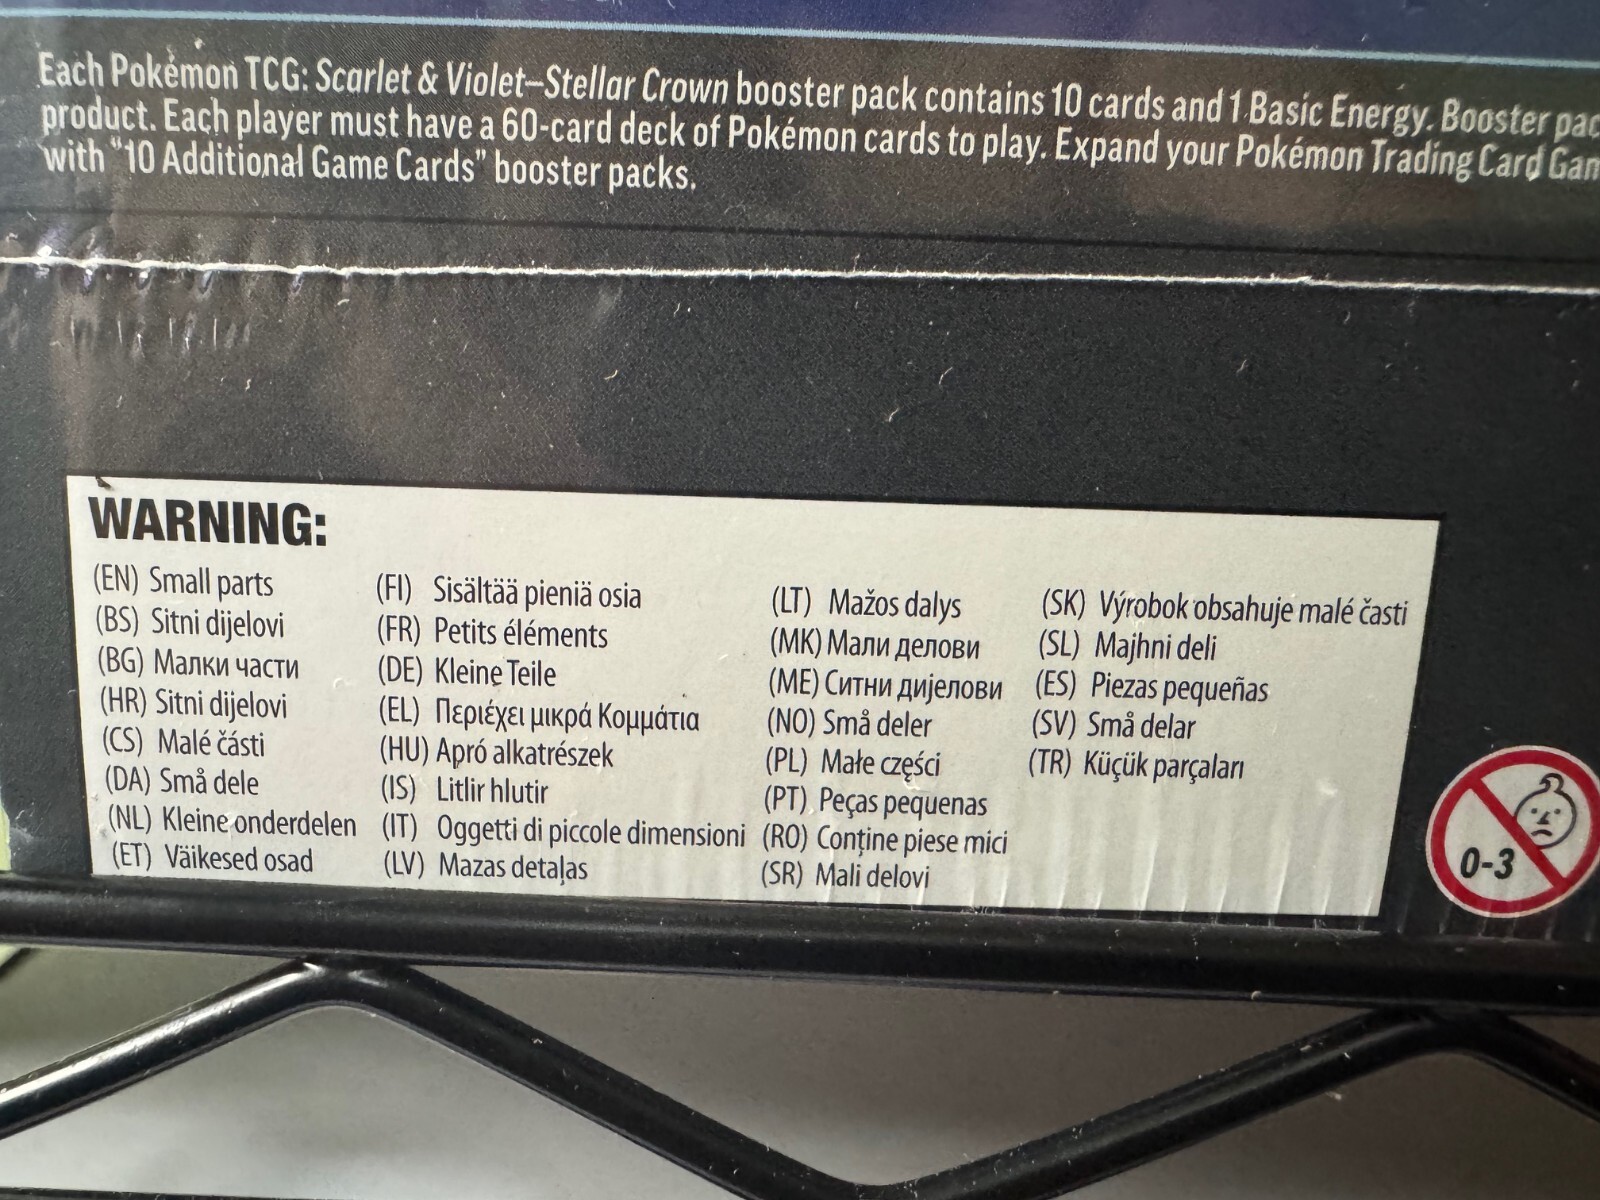 Each Pokémon TCG: Scarlet & Violet–Stellar Crown booster pack contains 10 cards and 1 Basic Energy. Booster
product. Each player must have a 60-card deck of Pokémon cards to play. Expand your Pokémon Trading Card
with "10 Additional Game Cards" booster packs.
WARNING:
(EN) Small parts
(BS) Sitni dijelovi
(BG) Малки части
(HR) Sitni dijelovi
(CS) Malé části
(DA) Små dele
(NL) Kleine onderdelen
(ET) Väikesed osad
(FI) Sisältää pieniä osia
(FR) Petits éléments
(DE) Kleine Teile
(EL) Περιέχει μικρά Κομμάτια
(HU) Apró alkatrészek
(IS) Litlir hlutir
(IT) Oggetti di piccole dimensioni
(LV) Mazas detaļas
(LT) Mažos dalys
(MK) Мали делови
(ME) Ситни дијелови
(NO) Små deler
(PL) Małe części
(PT) Peças pequenas
(RO) Conține piese mici
(SR) Mali delovi
(SK) Výrobok obsahuje malé časti
(SL) Majhni deli
(ES) Piezas pequeñas
(SV) Små delar
(TR) Küçük parçaları
0-3